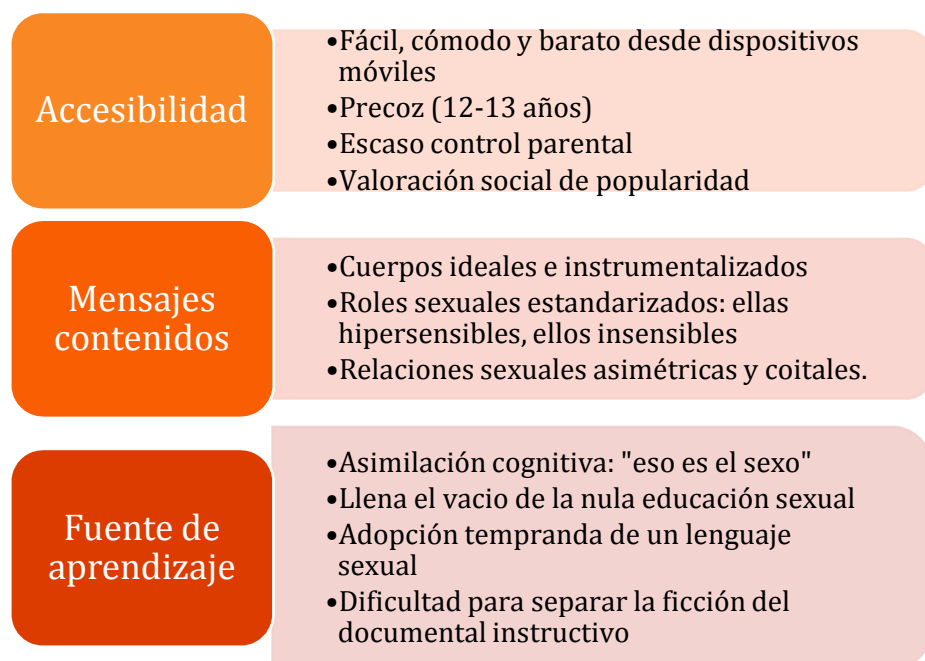 Accesibilidad
•Fácil, cómodo y barato desde dispositivos
móviles
•Precoz (12-13 años)
•Escaso control parental
•Valoración social de popularidad
Mensajes
contenidos
•Cuerpos ideales e instrumentalizados
•Roles sexuales estandarizados: ellas
hipersensibles, ellos insensibles
•Relaciones sexuales asimétricas y coitales.
Fuente de
aprendizaje
•Asimilación cognitiva: "eso es el sexo"
•Llena el vacio de la nula educación sexual
•Adopción tempranda de un lenguaje
sexual
•Dificultad para separar la ficción del
documental instructivo